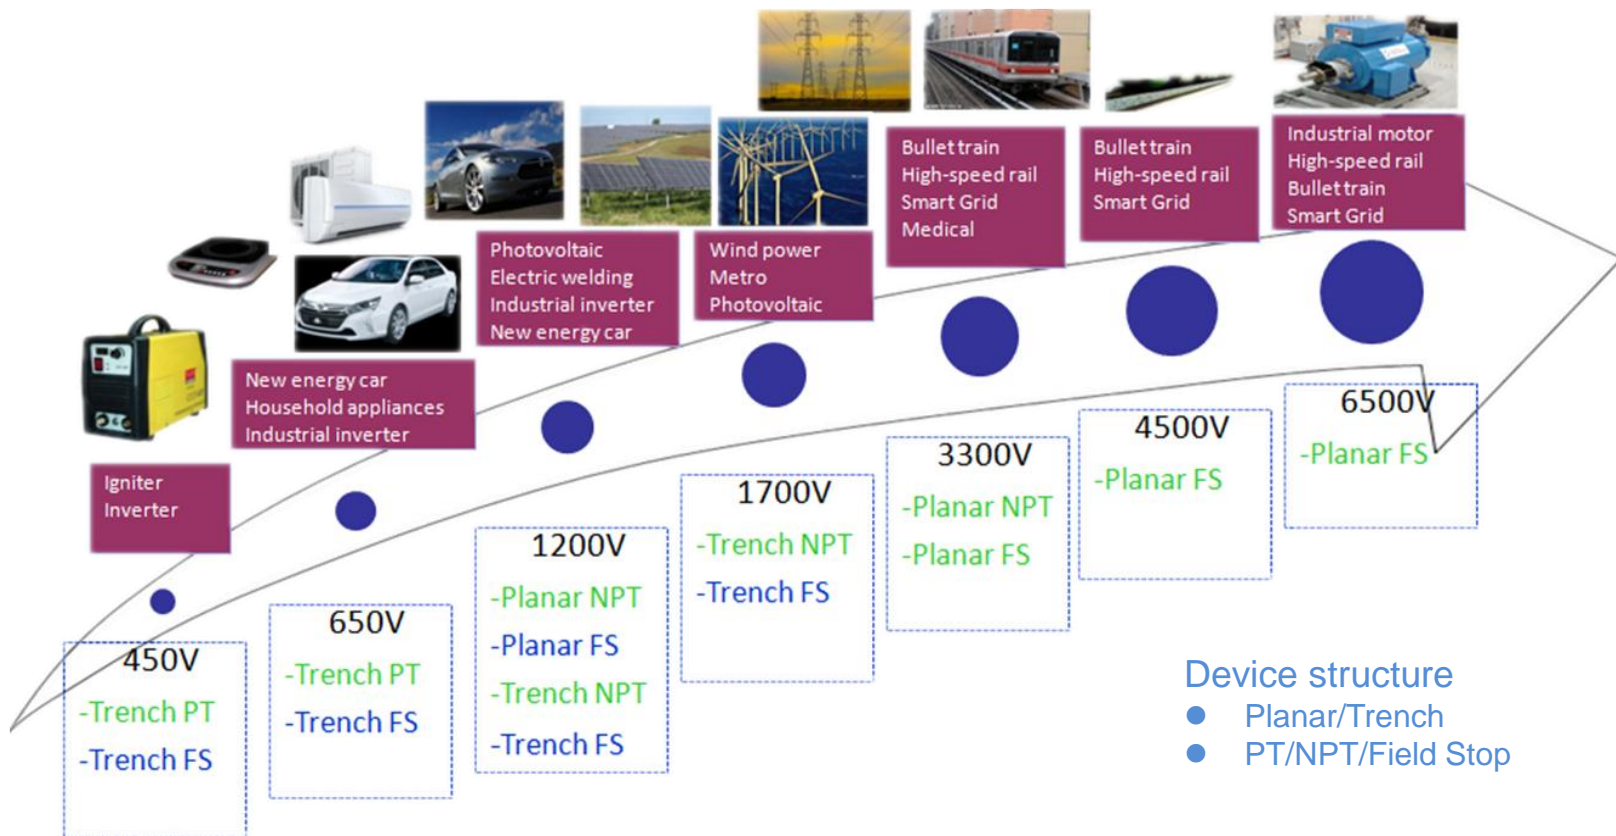 Igniter
Inverter
450V
-Trench PT
-Trench FS
New energy car
Household appliances
Industrial inverter
650V
-Trench PT
-Trench FS
Photovoltaic
Electric welding
Industrial inverter
New energy car
1200V
-Planar NPT
-Planar FS
-Trench NPT
-Trench FS
Wind power
Metro
Photovoltaic
1700V
-Trench NPT
-Trench FS
Bullet train
High-speed rail
Smart Grid
Medical
3300V
-Planar NPT
-Planar FS
Bullet train
High-speed rail
Smart Grid
4500V
-Planar FS
Industrial motor
High-speed rail
Bullet train
Smart Grid
6500V
-Planar FS
Device structure
● Planar/Trench
● PT/NPT/Field Stop